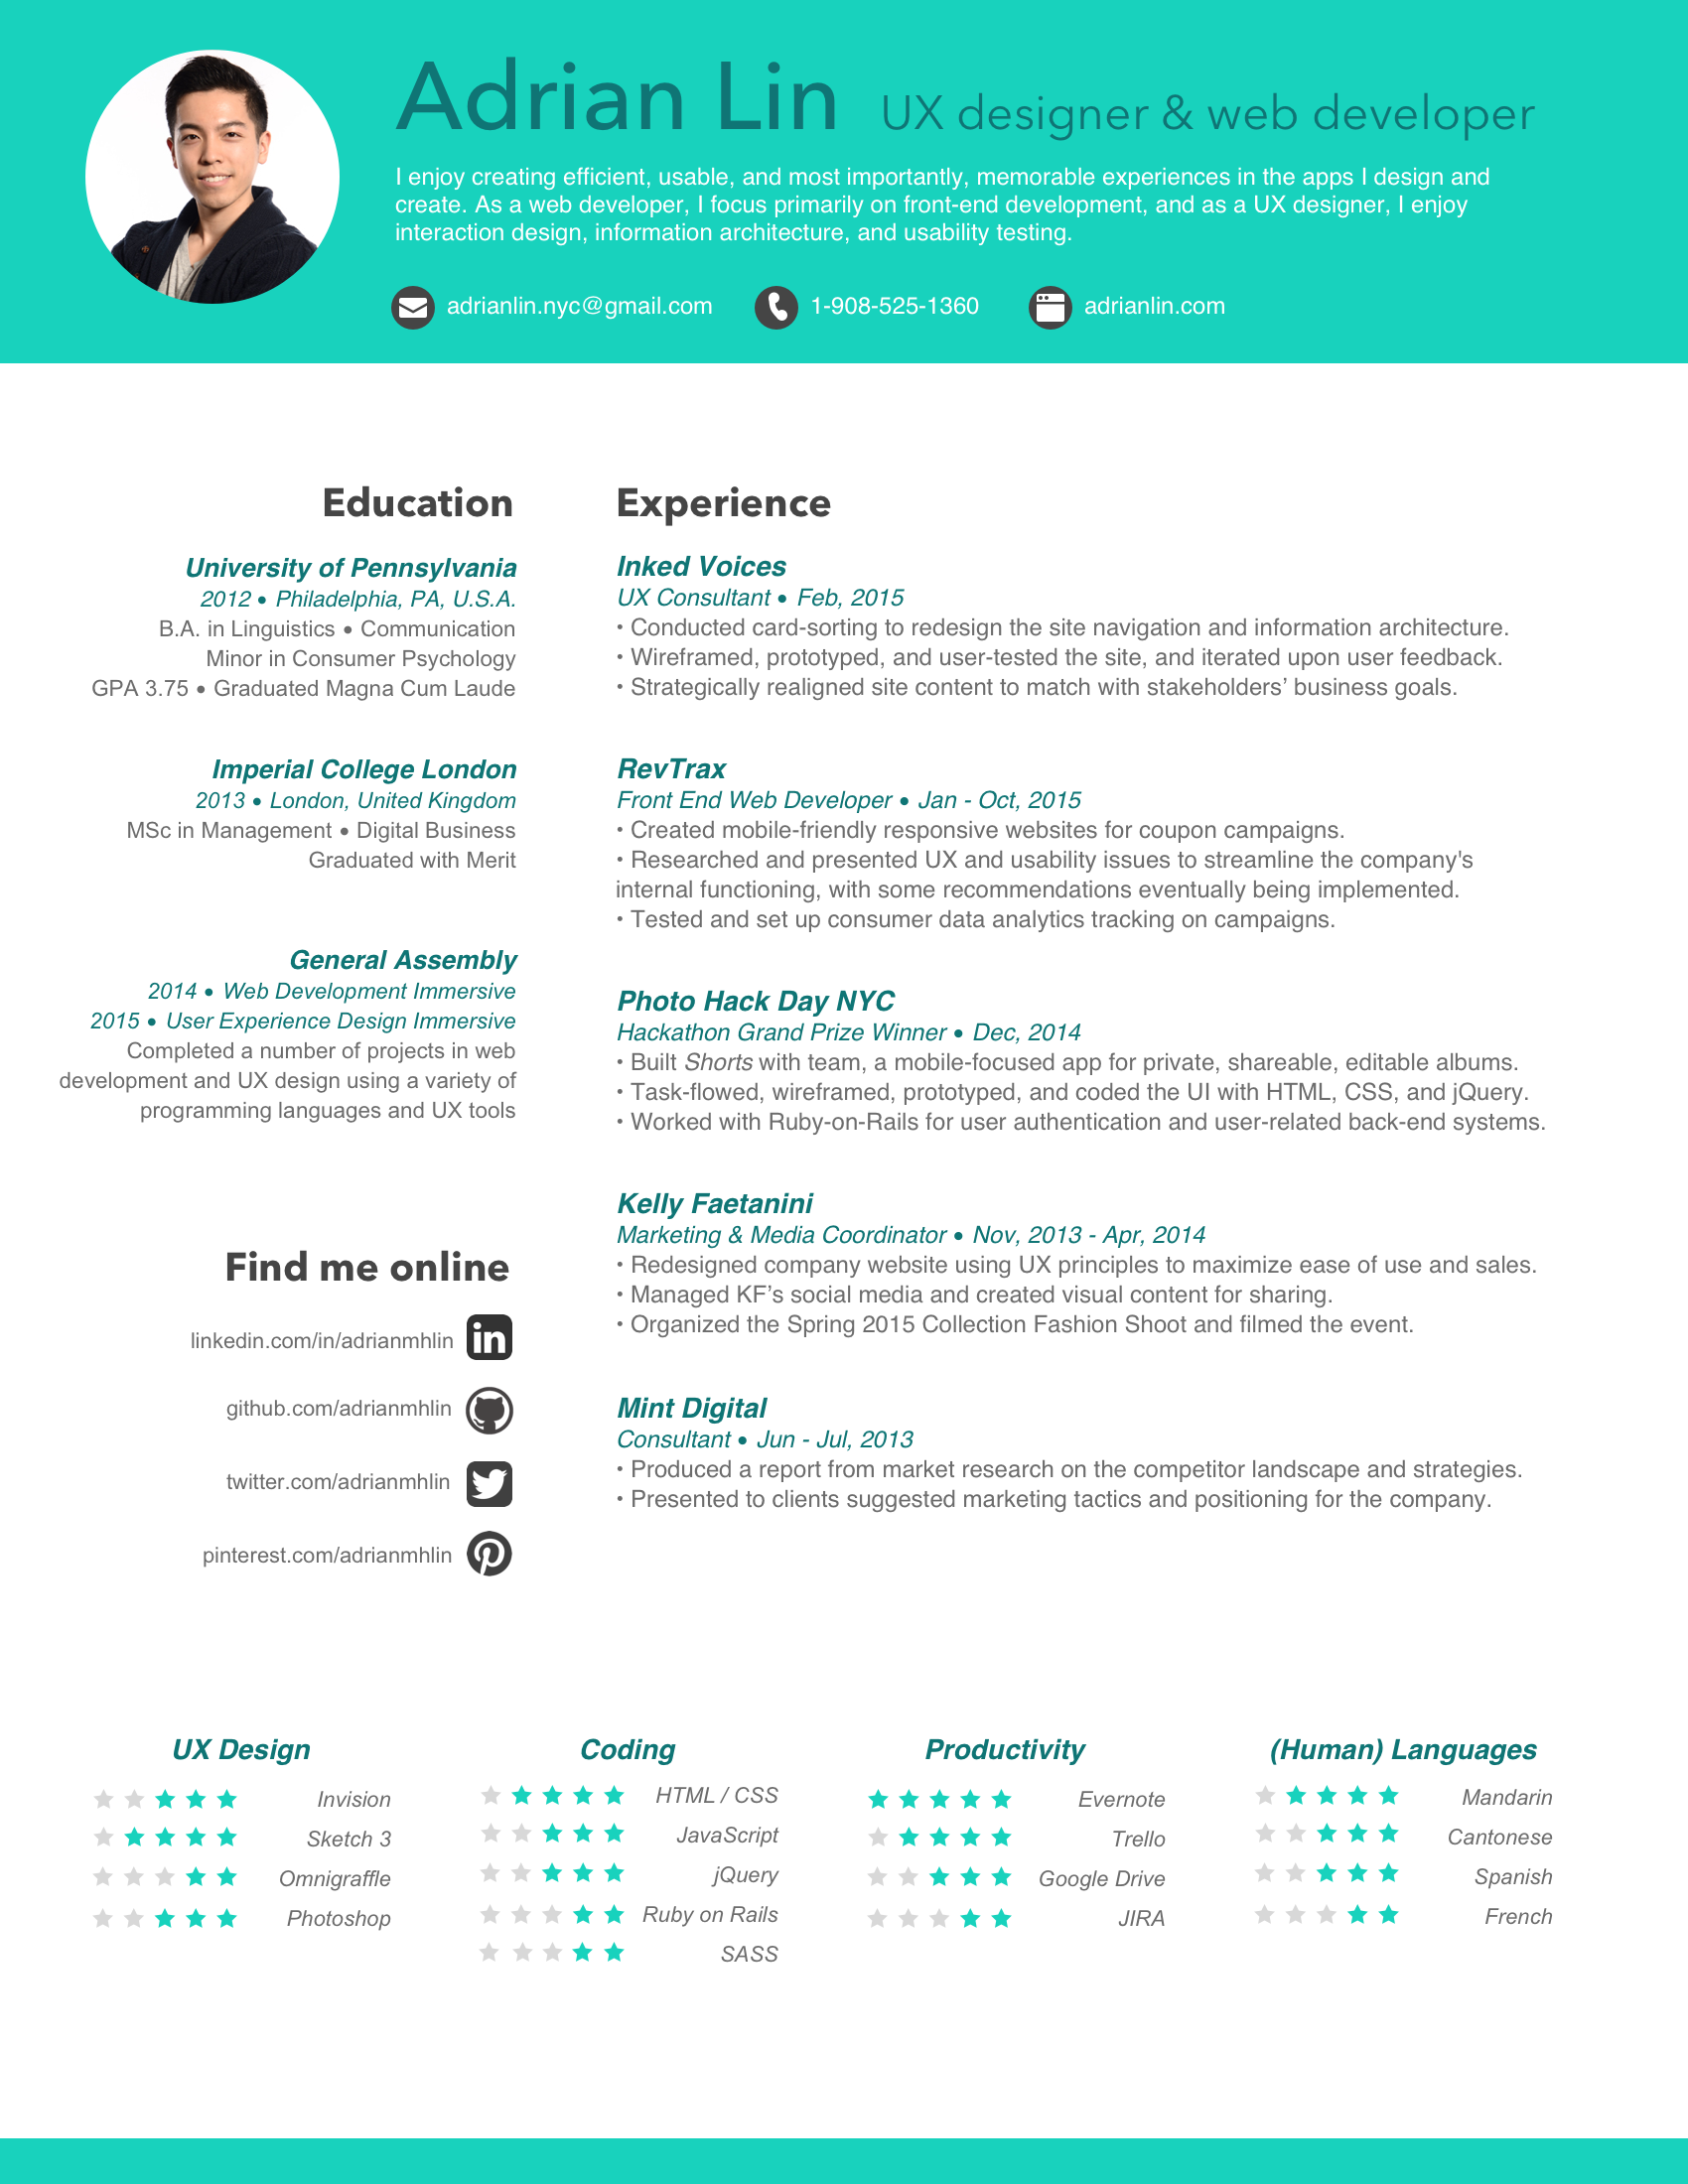 Adrian Lin UX designer & web developer
I enjoy creating efficient, usable, and most importantly, memorable experiences in the apps I design and
create. As a web developer, I focus primarily on front-end development, and as a UX designer, I enjoy
interaction design, information architecture, and usability testing.
adrianlin.nyc@gmail.com 1-908-525-1360 adrianlin.com
Education
University of Pennsylvania
2012 • Philadelphia, PA, U.S.A.
B.A. in Linguistics • Communication
Minor in Consumer Psychology
GPA 3.75 • Graduated Magna Cum Laude
Imperial College London
2013 • London, United Kingdom
MSc in Management • Digital Business
Graduated with Merit
General Assembly
2014 • Web Development Immersive
2015 • User Experience Design Immersive
Completed a number of projects in web
development and UX design using a variety of
programming languages and UX tools
Find me online
linkedin.com/in/adrianmhlin in
github.com/adrianmhlin
twitter.com/adrianmhlin
pinterest.com/adrianmhlin
Experience
Inked Voices
UX Consultant • Feb, 2015
• Conducted card-sorting to redesign the site navigation and information architecture.
• Wireframed, prototyped, and user-tested the site, and iterated upon user feedback.
• Strategically realigned site content to match with stakeholders’ business goals.
RevTrax
Front End Web Developer • Jan - Oct, 2015
• Created mobile-friendly responsive websites for coupon campaigns.
• Researched and presented UX and usability issues to streamline the company's
internal functioning, with some recommendations eventually being implemented.
• Tested and set up consumer data analytics tracking on campaigns.
Photo Hack Day NYC
Hackathon Grand Prize Winner • Dec, 2014
• Built Shorts with team, a mobile-focused app for private, shareable, editable albums.
• Task-flowed, wireframed, prototyped, and coded the UI with HTML, CSS, and jQuery.
• Worked with Ruby-on-Rails for user authentication and user-related back-end systems.
Kelly Faetanini
Marketing & Media Coordinator • Nov, 2013 - Apr, 2014
• Redesigned company website using UX principles to maximize ease of use and sales.
• Managed KF’s social media and created visual content for sharing.
• Organized the Spring 2015 Collection Fashion Shoot and filmed the event.
Mint Digital
Consultant • Jun - Jul, 2013
• Produced a report from market research on the competitor landscape and strategies.
• Presented to clients suggested marketing tactics and positioning for the company.
UX Design
Invision
Sketch 3
Omnigraffle
Photoshop
Coding
HTML / CSS
JavaScript
jQuery
Ruby on Rails
SASS
Productivity
Evernote
Trello
Google Drive
JIRA
(Human) Languages
Mandarin
Cantonese
Spanish
French